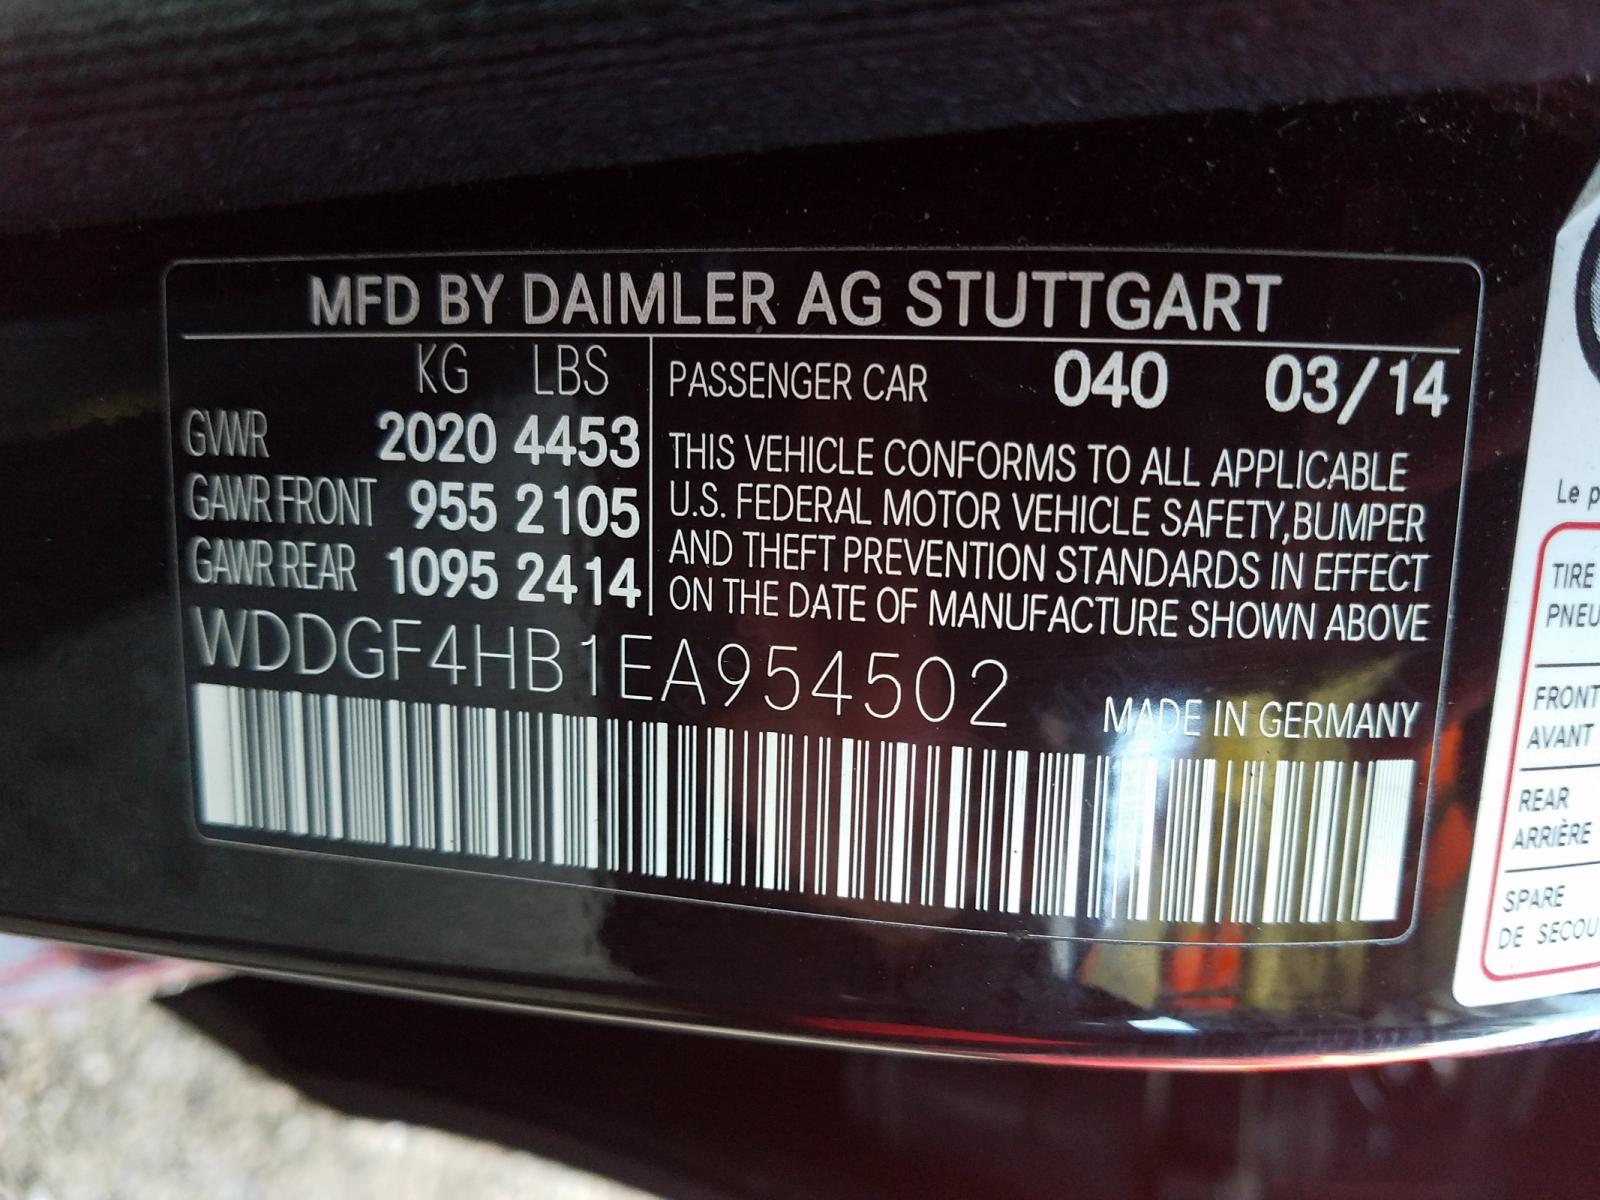 MFD BY DAIMLER AG STUTTGART
KG LBS
GVWR 2020 4453
GAWR FRONT 955 2105
GAWR REAR 1095 2414
PASSENGER CAR 040 03/14
THIS VEHICLE CONFORMS TO ALL APPLICABLE
U.S. FEDERAL MOTOR VEHICLE SAFETY, BUMPER
AND THEFT PREVENTION STANDARDS IN EFFECT
ON THE DATE OF MANUFACTURE SHOWN ABOVE
WDDGF4HB1EA954502
MADE IN GERMANY
Le
TIRE
FRONT
AVANT
REAR
ARRIÈRE
SPARE
DE